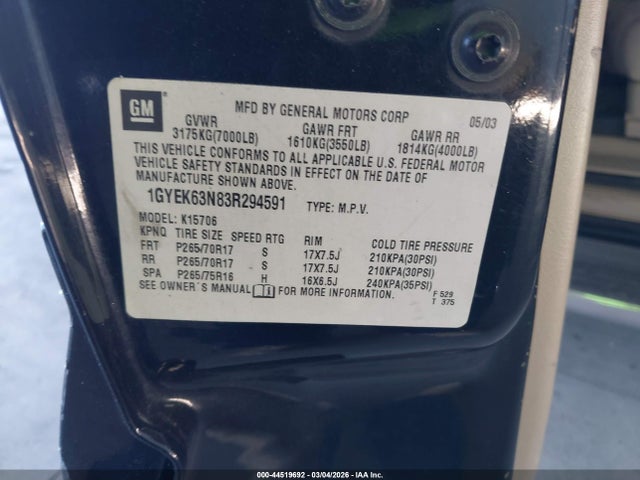 GM
MFD BY GENERAL MOTORS CORP 05/03
GVWR GAWR FRT GAWR RR
3175KG(7000LB) 1610KG(3550LB) 1814KG(4000LB)
THIS VEHICLE CONFORMS TO ALL APPLICABLE U.S. FEDERAL MOTOR
VEHICLE SAFETY STANDARDS IN EFFECT ON THE DATE OF
MANUFACTURE SHOWN ABOVE.
1GYEK63N83R294591 TYPE: M.P.V.
MODEL: K15706
KPNQ TIRE SIZE SPEED RTG RIM COLD TIRE PRESSURE
FRT P265/70R17 S 17X7.5J 210KPA(30PSI)
RR P265/70R17 S 17X7.5J 210KPA(30PSI)
SPA P265/75R16 H 16X6.5J 240KPA(35PSI)
SEE OWNER'S MANUAL FOR MORE INFORMATION. F 529
T 375
000-44519692 - 03/04/2026 - IAA Inc.